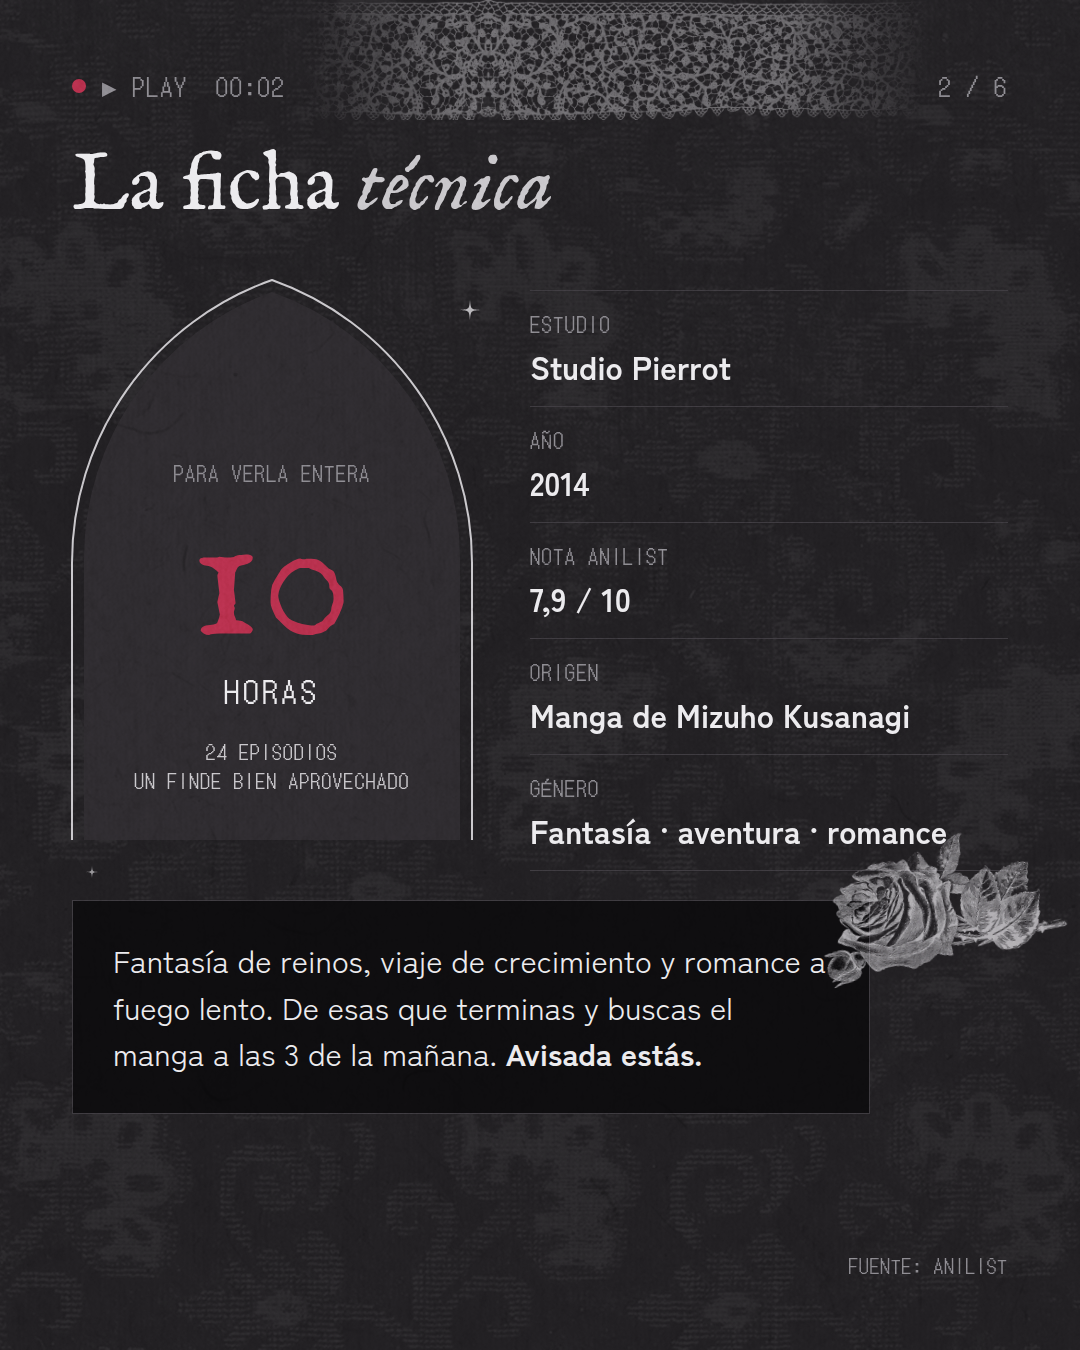 ▶ PLAY 00:02
2 / 6
La ficha técnica
PARA VERLA ENTERA
10
HORAS
24 EPISODIOS
UN FINDE BIEN APROVECHADO
ESTUDIO
Studio Pierrot
AÑO
2014
NOTA ANILIST
7,9 / 10
ORIGEN
Manga de Mizuho Kusanagi
GÉNERO
Fantasía · aventura · romance
Fantasía de reinos, viaje de crecimiento y romance a
fuego lento. De esas que terminas y buscas el
manga a las 3 de la mañana. Avisada estás.
FUENTE: ANILIST